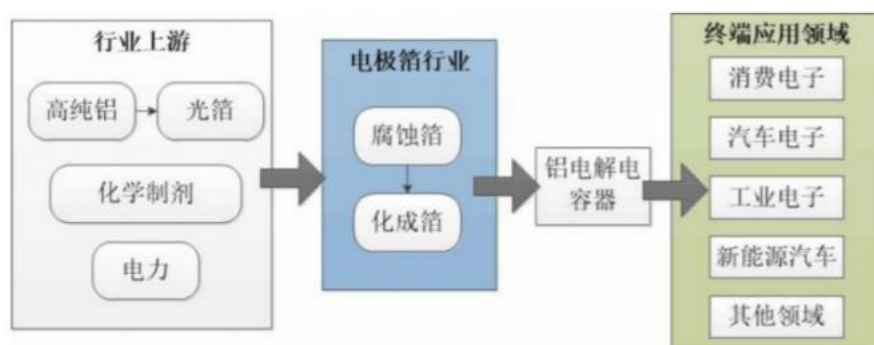 行业上游
高纯铝
光箔
化学制剂
电力
电极箔行业
腐蚀箔
化成箔
铝电解电
容器
终端应用领域
消费电子
汽车电子
工业电子
新能源汽车
其他领域